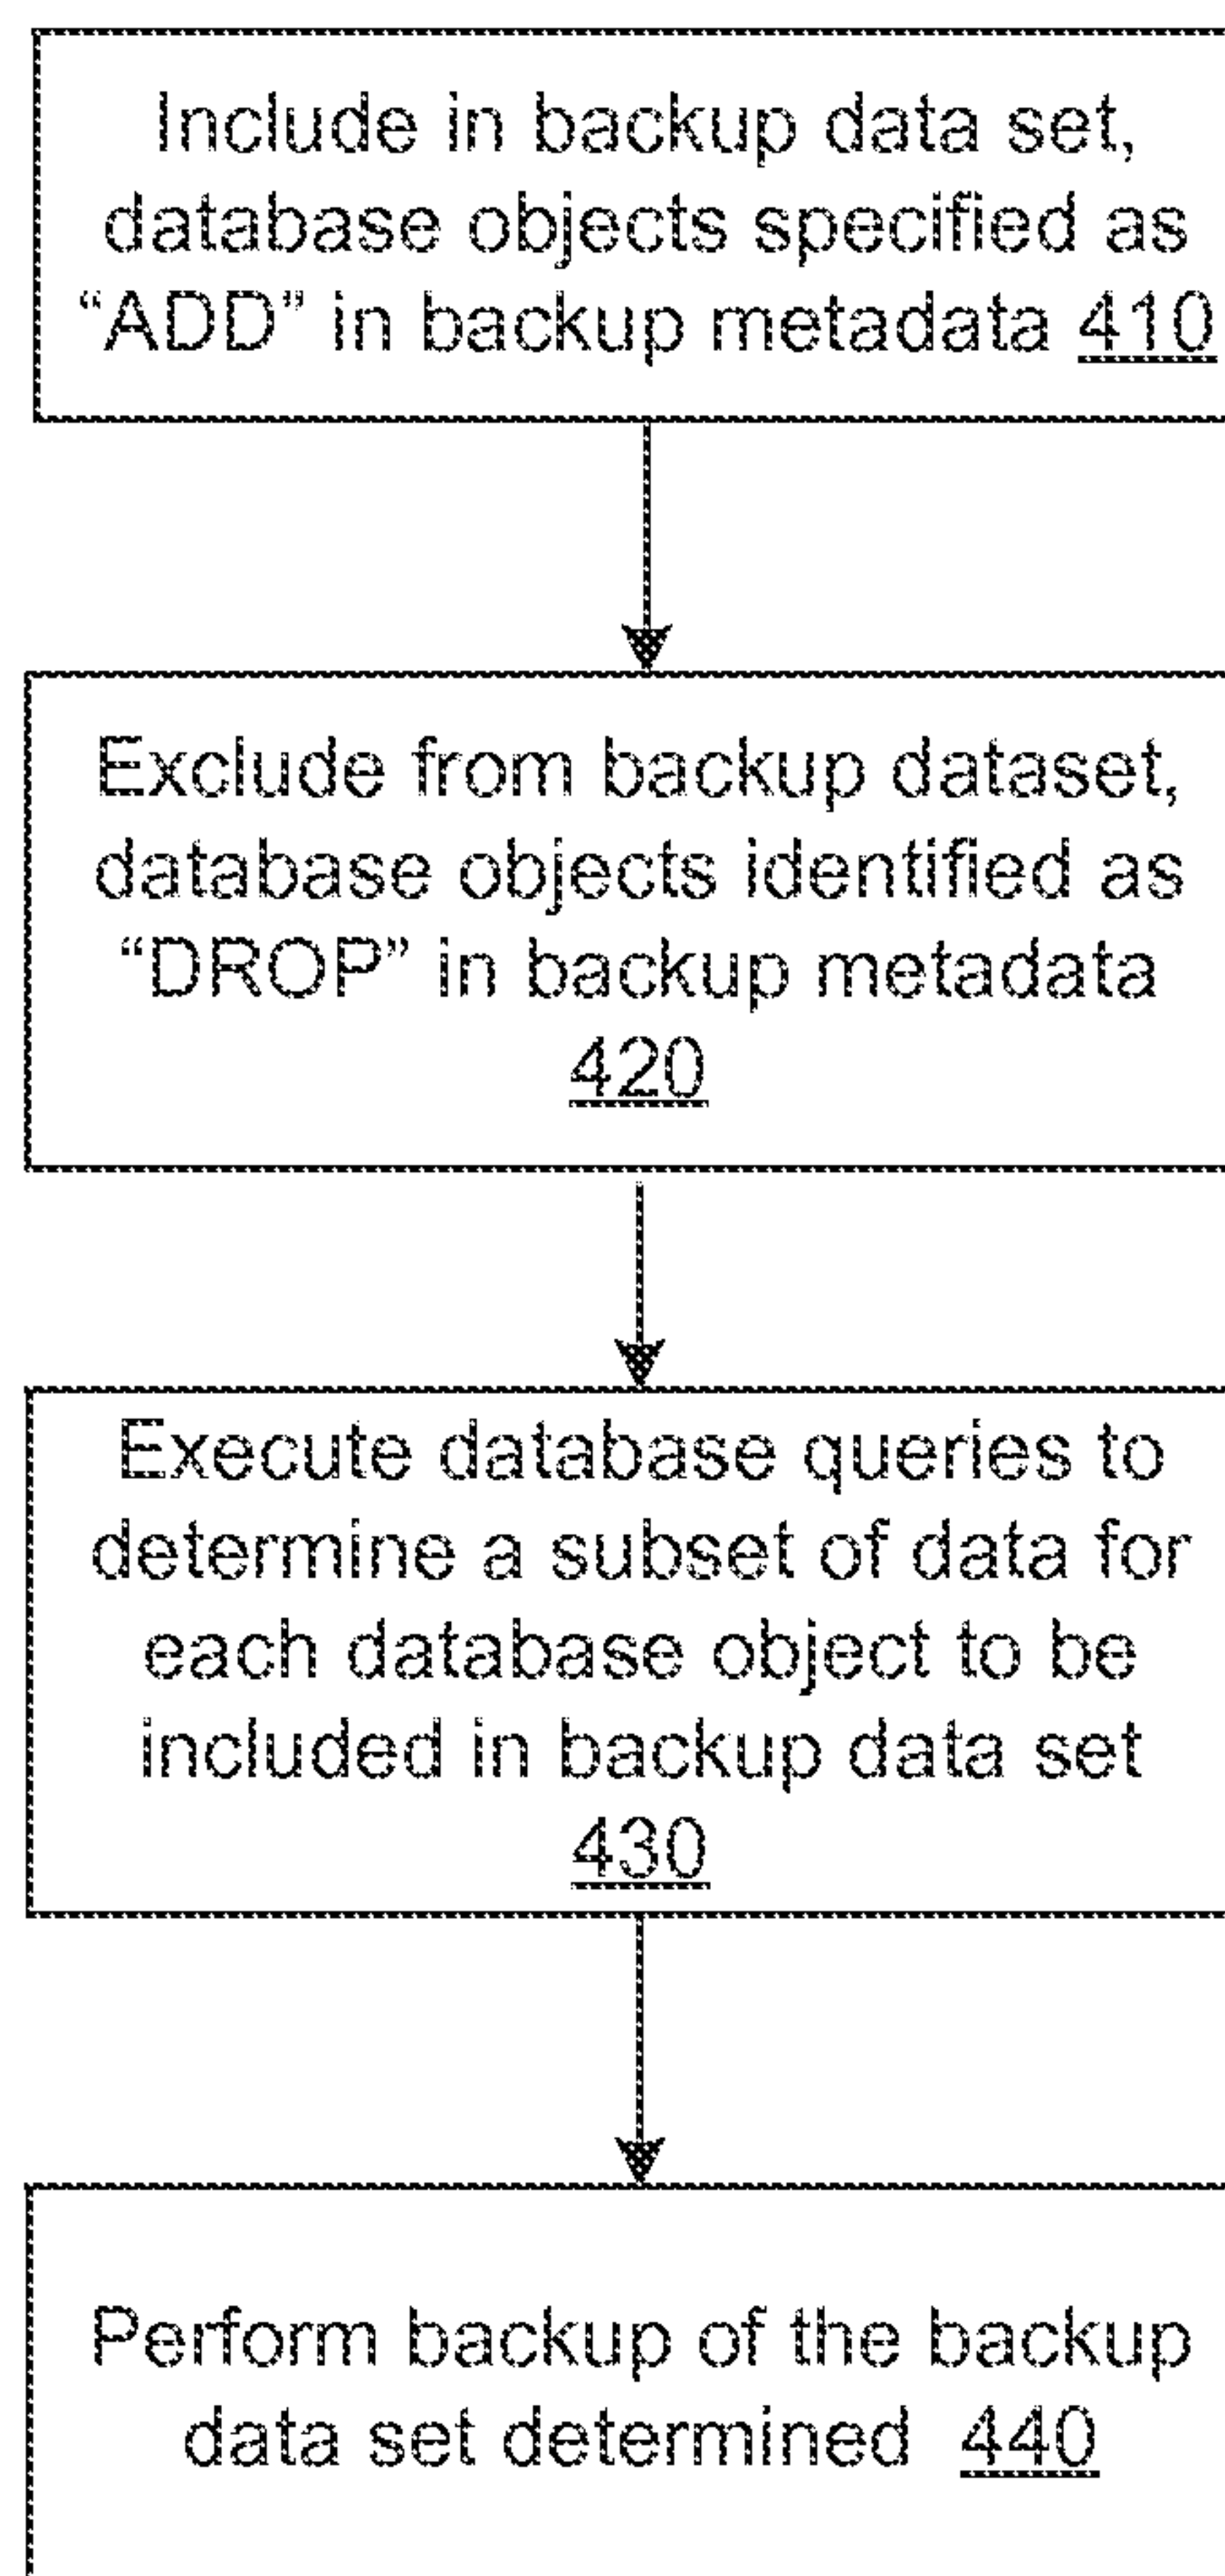 Include in backup data set,
database objects specified as
“ADD” in backup metadata 410
Exclude from backup dataset,
database objects identified as
“DROP” in backup metadata
420
Execute database queries to
determine a subset of data for
each database object to be
included in backup data set
430
Perform backup of the backup
data set determined 440